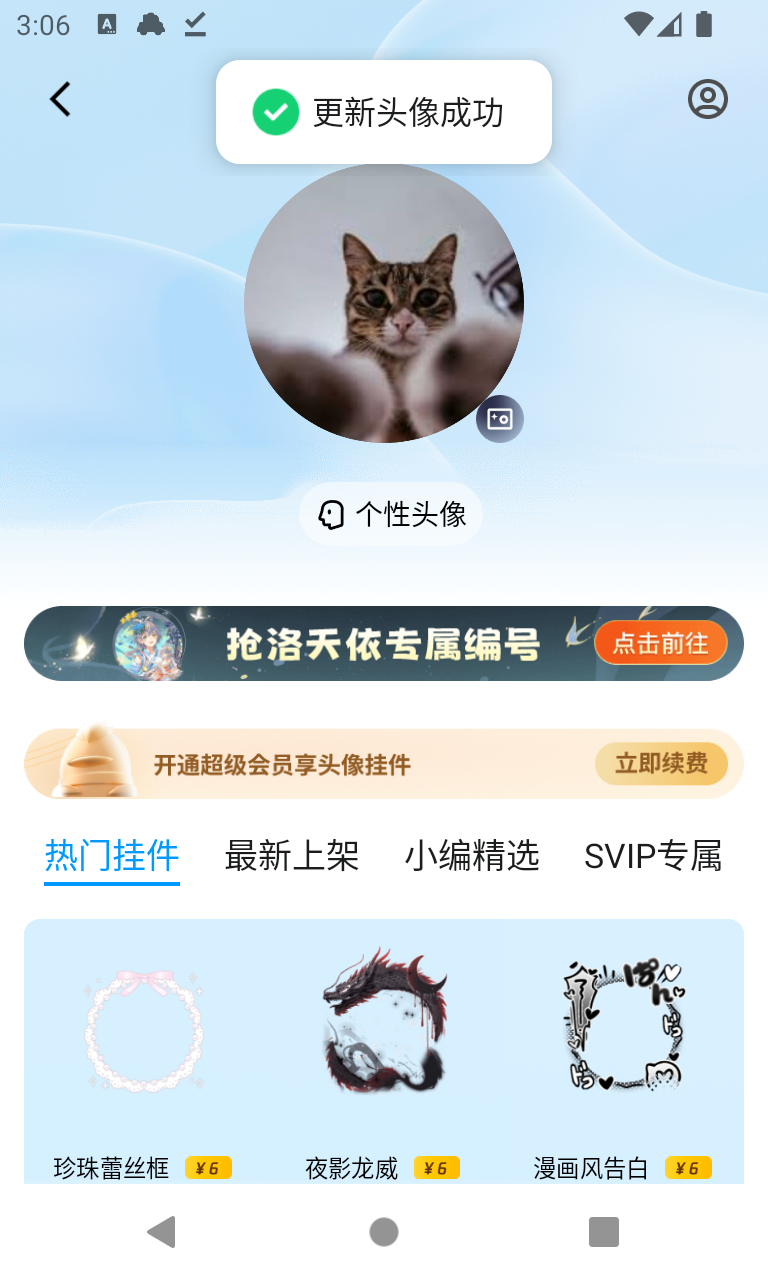 3:06
更新头像成功
个性头像
抢洛天依专属编号
点击前往
开通超级会员享头像挂件
立即续费
热门挂件 最新上架 小编精选 SVIP专属
珍珠蕾丝框 ¥6 夜影龙威 ¥6 漫画风告白 ¥6